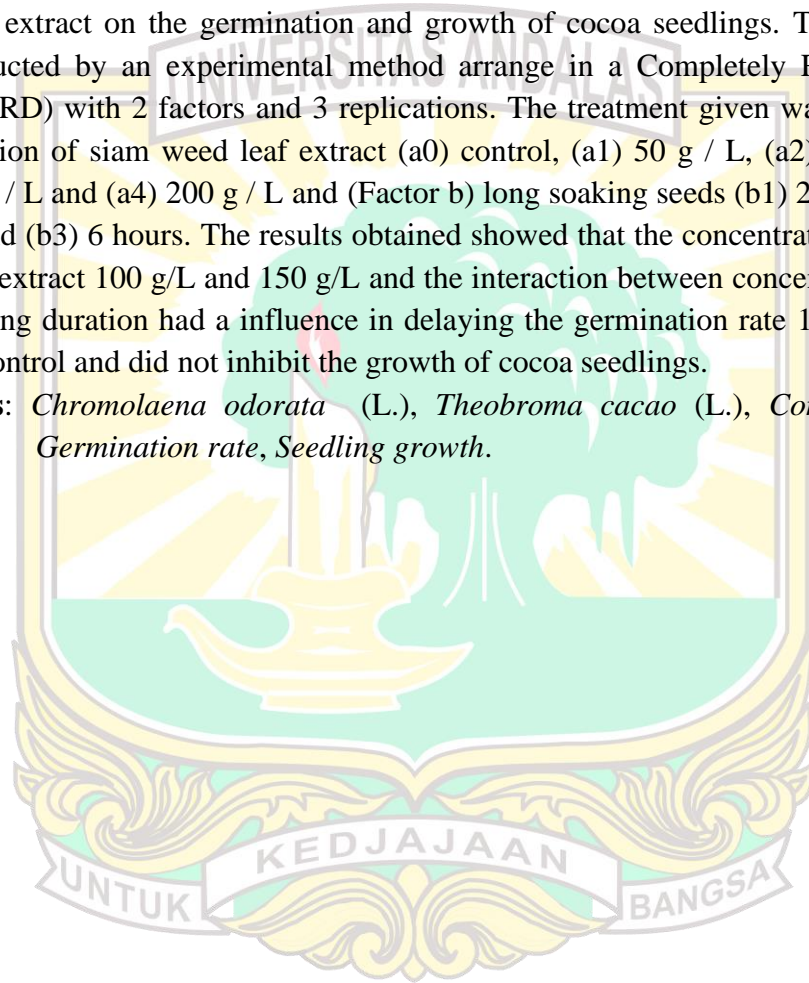 extract on the germination and growth of cocoa seedlings. T
ucted by an experimental method arrange in a Completely
RD) with 2 factors and 3 replications. The treatment given wa
ion of siam weed leaf extract (a0) control, (a1) 50 g / L, (a2)
/ L and (a4) 200 g / L and (Factor b) long soaking seeds (b1) 2
d (b3) 6 hours. The results obtained showed that the concentrat
extract 100 g/L and 150 g/L and the interaction between concer
ng duration had a influence in delaying the germination rate 1
ontrol and did not inhibit the growth of cocoa seedlings.
s: Chromolaena odorata (L.), Theobroma cacao (L.), Co
Germination rate, Seedling growth.
UNIVERSITAS ANDALAS
UNTUK KEDJAJAAN BANGSA